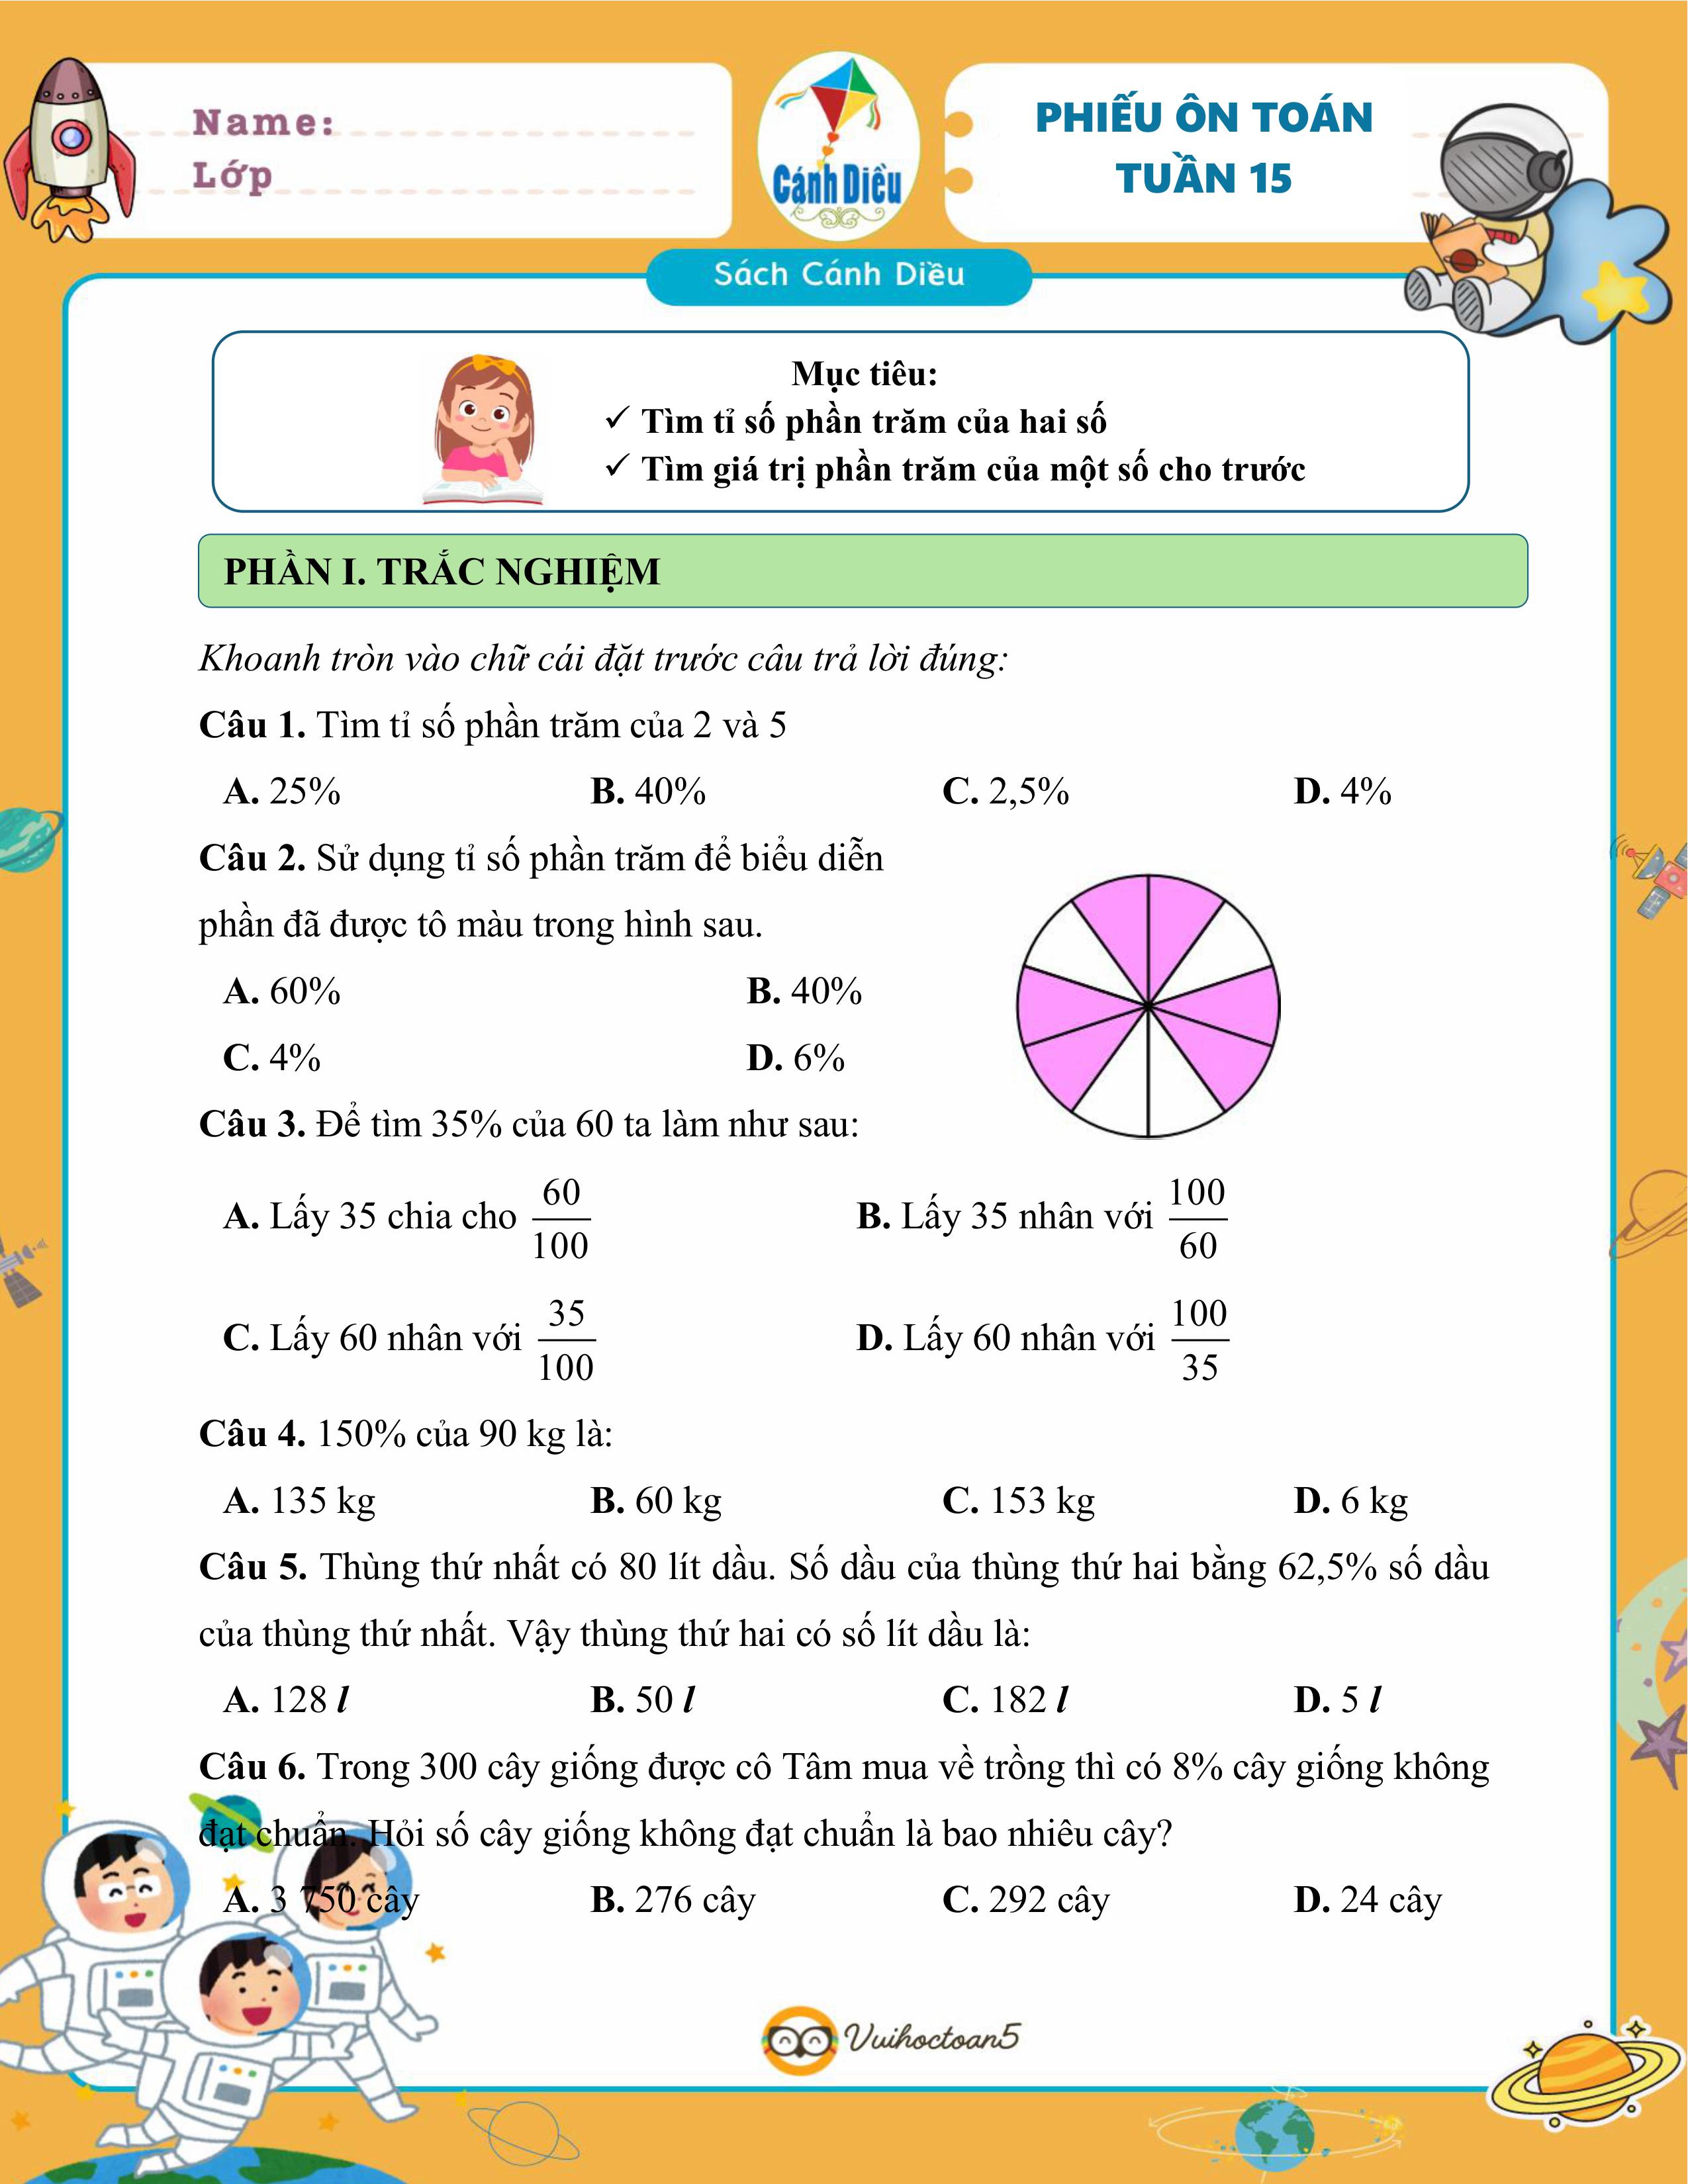 Name:
Lớp
Cánh Diều
PHIẾU ÔN TOÁN
TUẦN 15
Sách Cánh Diều
Mục tiêu:
✓ Tìm tỉ số phần trăm của hai số
✓ Tìm giá trị phần trăm của một số cho trước
PHẦN I. TRẮC NGHIỆM
Khoanh tròn vào chữ cái đặt trước câu trả lời đúng:
Câu 1. Tìm tỉ số phần trăm của 2 và 5
A. 25% B. 40% C. 2,5% D. 4%
Câu 2. Sử dụng tỉ số phần trăm để biểu diễn
phần đã được tô màu trong hình sau.
A. 60% B. 40%
C. 4% D. 6%
Câu 3. Để tìm 35% của 60 ta làm như sau:
A. Lấy 35 chia cho 60/100 B. Lấy 35 nhân với 100/60
C. Lấy 60 nhân với 35/100 D. Lấy 60 nhân với 100/35
Câu 4. 150% của 90 kg là:
A. 135 kg B. 60 kg C. 153 kg D. 6 kg
Câu 5. Thùng thứ nhất có 80 lít dầu. Số dầu của thùng thứ hai bằng 62,5% số dầu
của thùng thứ nhất. Vậy thùng thứ hai có số lít dầu là:
A. 128 l B. 50 l C. 182 l D. 5 l
Câu 6. Trong 300 cây giống được cô Tâm mua về trồng thì có 8% cây giống không
đạt chuẩn. Hỏi số cây giống không đạt chuẩn là bao nhiêu cây?
A. 3 750 cây B. 276 cây C. 292 cây D. 24 cây
Vuihoctoan5